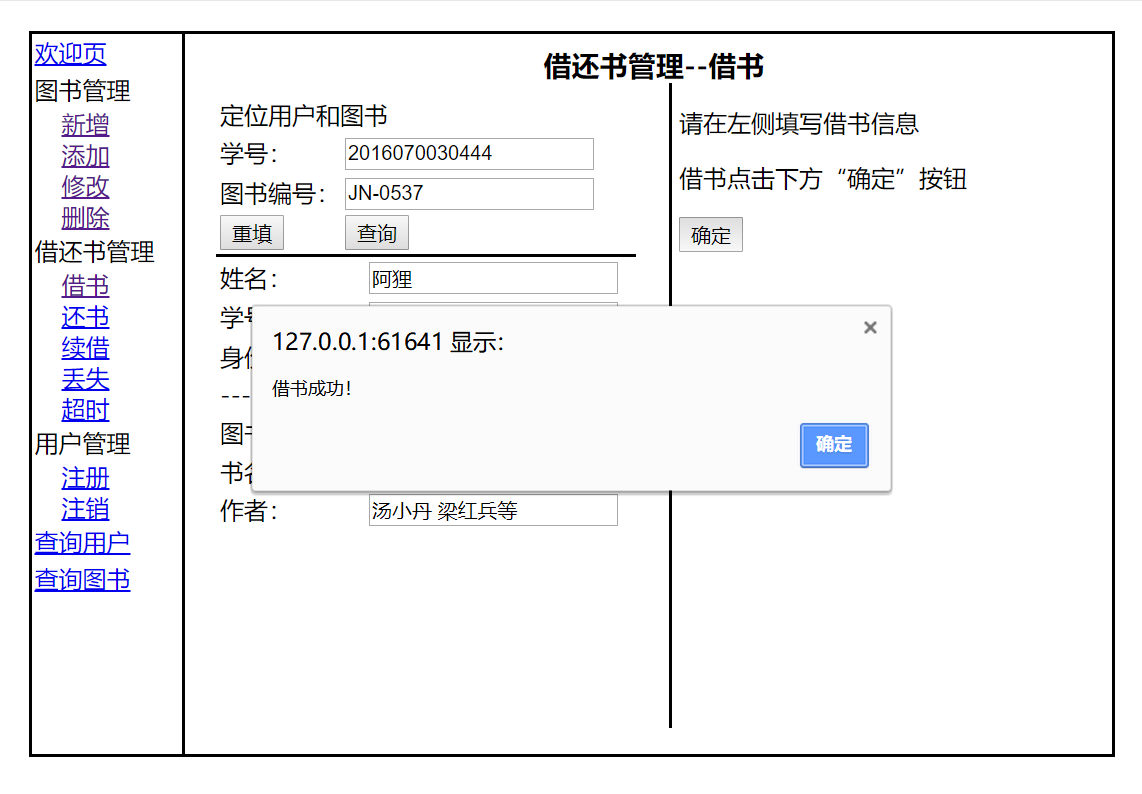 欢迎页
图书管理
新增
添加
修改
删除
借还书管理
借书
还书
续借
丢失
超时
用户管理
注册
注销
查询用户
查询图书
借还书管理--借书
定位用户和图书
学号： 2016070030444
图书编号： JN-0537
重填 查询
姓名： 阿狸
学号
---
作者： 汤小丹 梁红兵等
请在左侧填写借书信息
借书点击下方“确定”按钮
确定
127.0.0.1:61641 显示:
×
借书成功!
确定